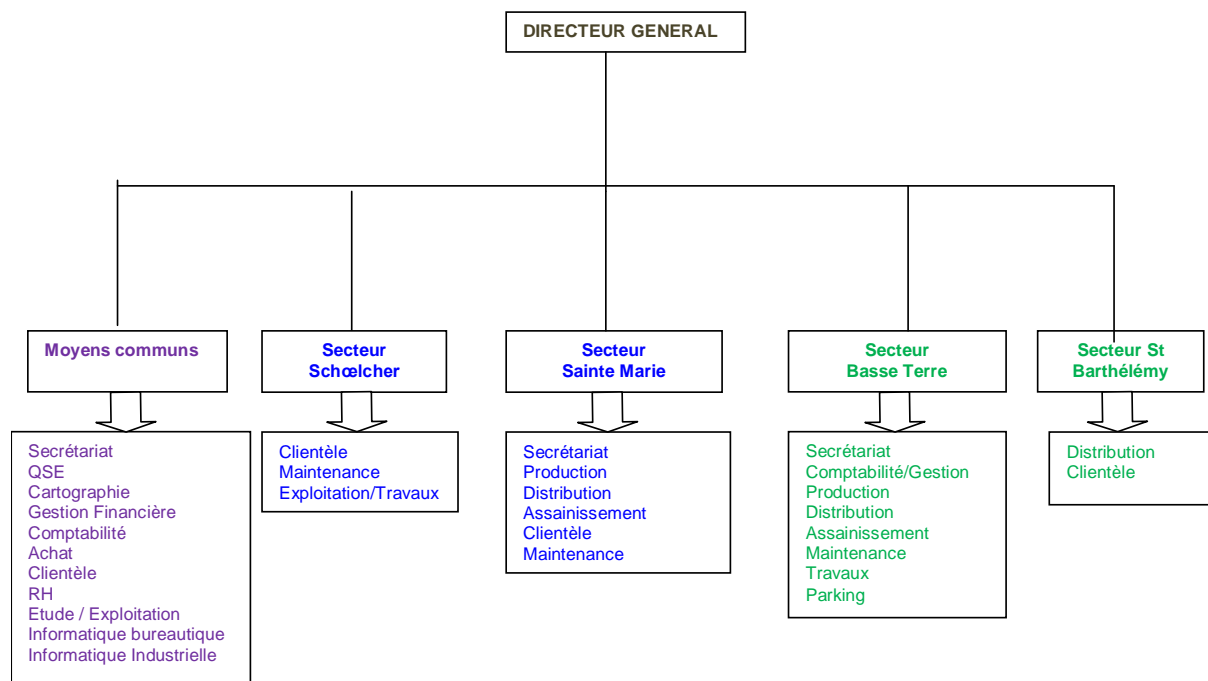 DIRECTEUR GENERAL
Moyens communs
Secrétariat
QSE
Cartographie
Gestion Financière
Comptabilité
Achat
Clientèle
RH
Etude / Exploitation
Informatique bureautique
Informatique Industrielle
Secteur
Schœlcher
Clientèle
Maintenance
Exploitation/Travaux
Secteur
Sainte Marie
Secrétariat
Production
Distribution
Assainissement
Clientèle
Maintenance
Secteur
Basse Terre
Secrétariat
Comptabilité/Gestion
Production
Distribution
Assainissement
Maintenance
Travaux
Parking
Secteur St
Barthélémy
Distribution
Clientèle